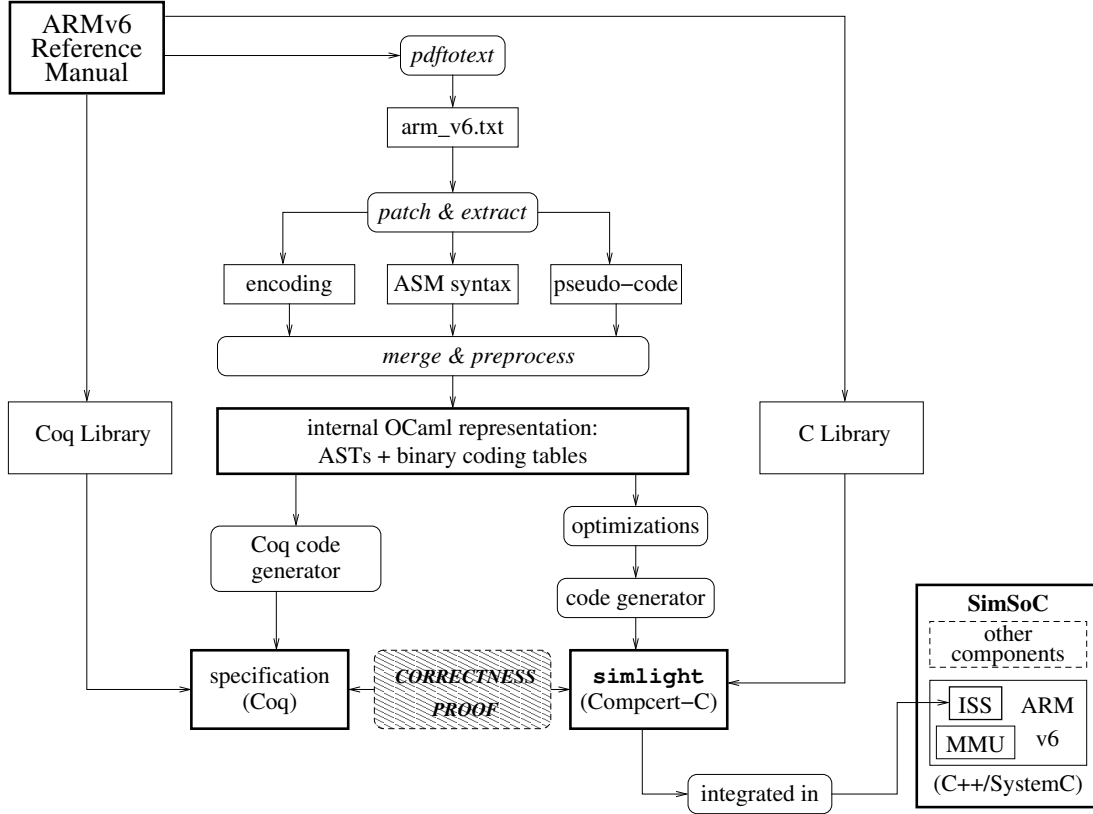 ARMv6
Reference
Manual
pdftotext
arm_v6.txt
patch & extract
encoding
ASM syntax
pseudo−code
merge & preprocess
Coq Library
internal OCaml representation:
ASTs + binary coding tables
C Library
Coq code
generator
optimizations
code generator
specification
(Coq)
CORRECTNESS
PROOF
simlight
(Compcert−C)
integrated in
SimSoC
other
components
ISS
ARM
v6
MMU
(C++/SystemC)